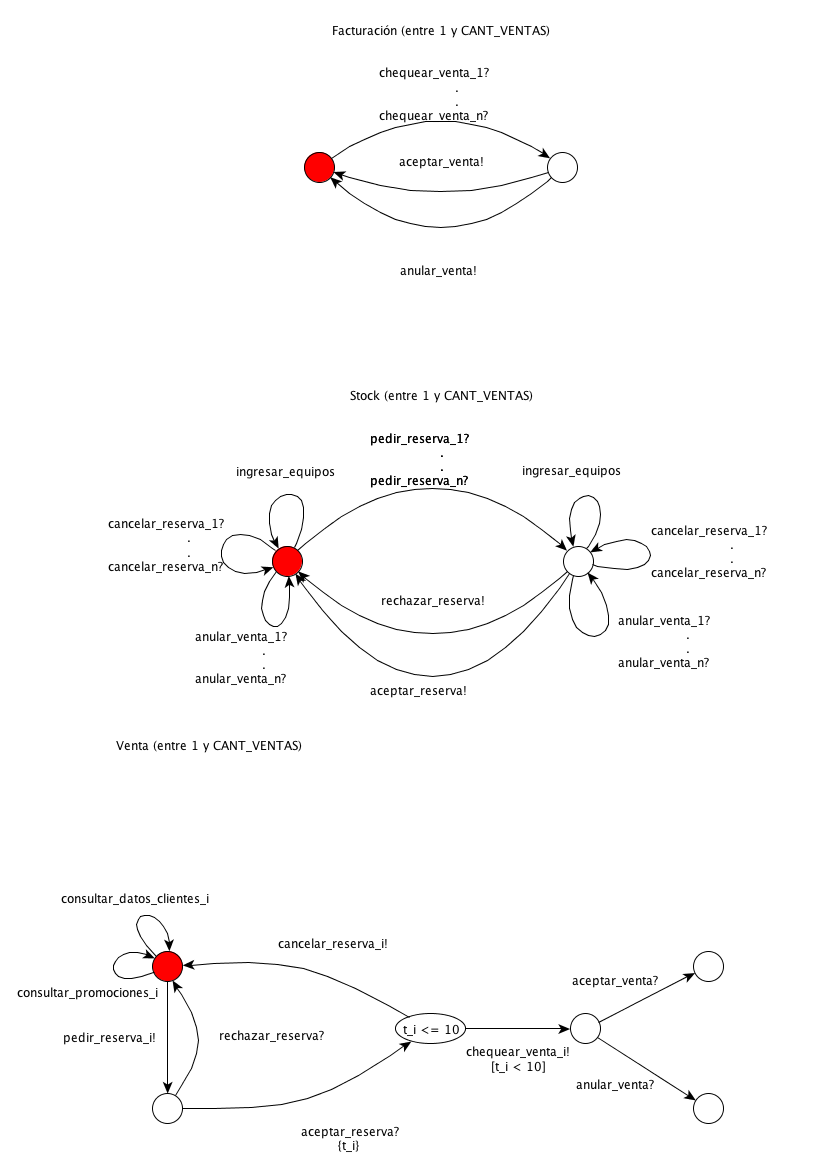 Facturación (entre 1 y CANT_VENTAS)
chequear_venta_1?
.
.
chequear_venta_n?
aceptar_venta!
anular_venta!
Stock (entre 1 y CANT_VENTAS)
pedir_reserva_1?
.
.
pedir_reserva_n?
ingresar_equipos
ingresar_equipos
cancelar_reserva_1?
.
.
cancelar_reserva_n?
cancelar_reserva_1?
.
.
cancelar_reserva_n?
rechazar_reserva!
anular_venta_1?
.
.
anular_venta_n?
anular_venta_1?
.
.
anular_venta_n?
aceptar_reserva!
Venta (entre 1 y CANT_VENTAS)
consultar_datos_clientes_i
cancelar_reserva_i!
consultar_promociones_i
aceptar_venta?
pedir_reserva_i!
rechazar_reserva?
t_i <= 10
chequear_venta_i!
[t_i < 10]
anular_venta?
aceptar_reserva?
{t_i}